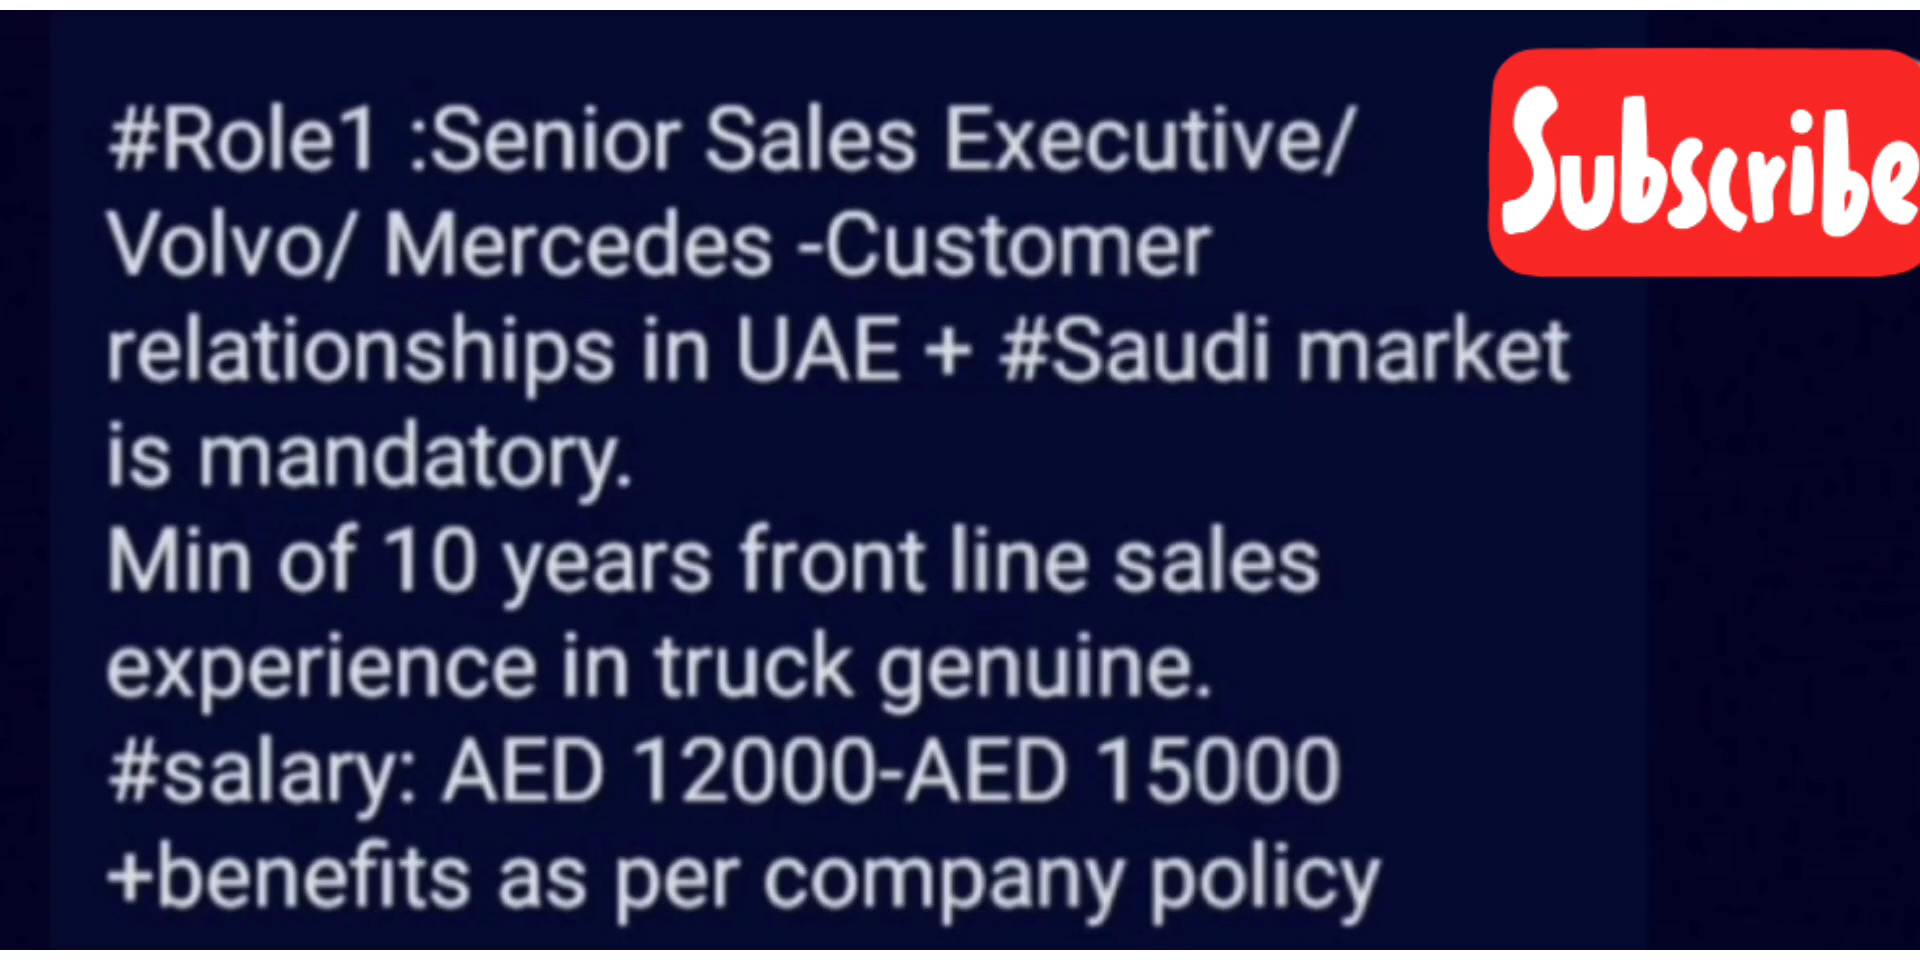 #Role1 :Senior Sales Executive/
Volvo/ Mercedes -Customer
relationships in UAE + #Saudi market
is mandatory.
Min of 10 years front line sales
experience in truck genuine.
#salary: AED 12000-AED 15000
+benefits as per company policy
Subscribe